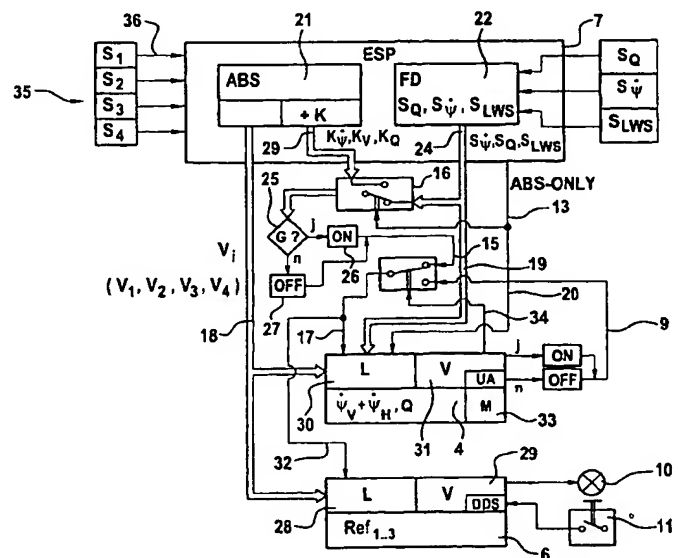 36
21
22
7
S1
S2
S3
S4
35
ESP
ABS
+ K
FD
SQ, Sψ̇, SLWS
SQ
Sψ̇
SLWS
29
Kψ̇, KV, KQ
24
Sψ̇, SQ, SLWS
16
ABS-ONLY
13
25
G ?
j
ON
n
26
OFF
27
15
19
20
Vi
(V1, V2, V3, V4)
18
17
34
9
L
V
UA
j
ON
n
OFF
30
ψ̇V + ψ̇H, Q
31
4
M
33
32
29
L
V
DDS
28
Ref1..3
6
10
11